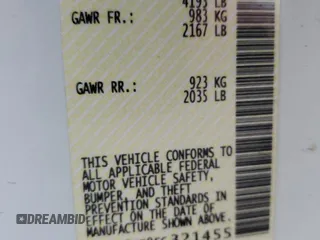 4193 LB
GAWR FR.: 983 KG
2167 LB
GAWR RR.: 923 KG
2035 LB
THIS VEHICLE CONFORMS TO
ALL APPLICABLE FEDERAL
MOTOR VEHICLE SAFETY,
BUMPER, AND THEFT
PREVENTION STANDARDS IN
EFFECT ON THE DATE OF
MANUFACTURE SHOWN ABOVE.
321455
DREAMBID